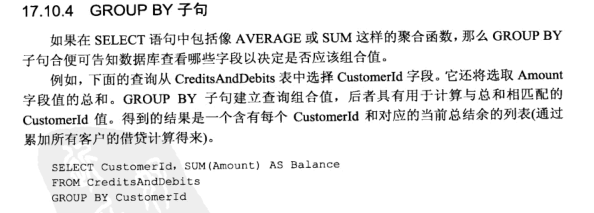 17.10.4 GROUP BY 子句
如果在 SELECT 语句中包括像 AVERAGE 或 SUM 这样的聚合函数，那么 GROUP BY
子句合便可告知数据库查看哪些字段以决定是否应该组合值。
例如，下面的查询从 CreditsAndDebits 表中选择 CustomerId 字段。它还将选取 Amount
字段值的总和。GROUP BY 子句建立查询组合值，后者具有用于计算与总和相匹配的
CustomerId 值。得到的结果是一个含有每个 CustomerId 和对应的当前总结余的列表(通过
累加所有客户的借贷计算得来)。
SELECT CustomerId, SUM(Amount) AS Balance
FROM CreditsAndDebits
GROUP BY CustomerId